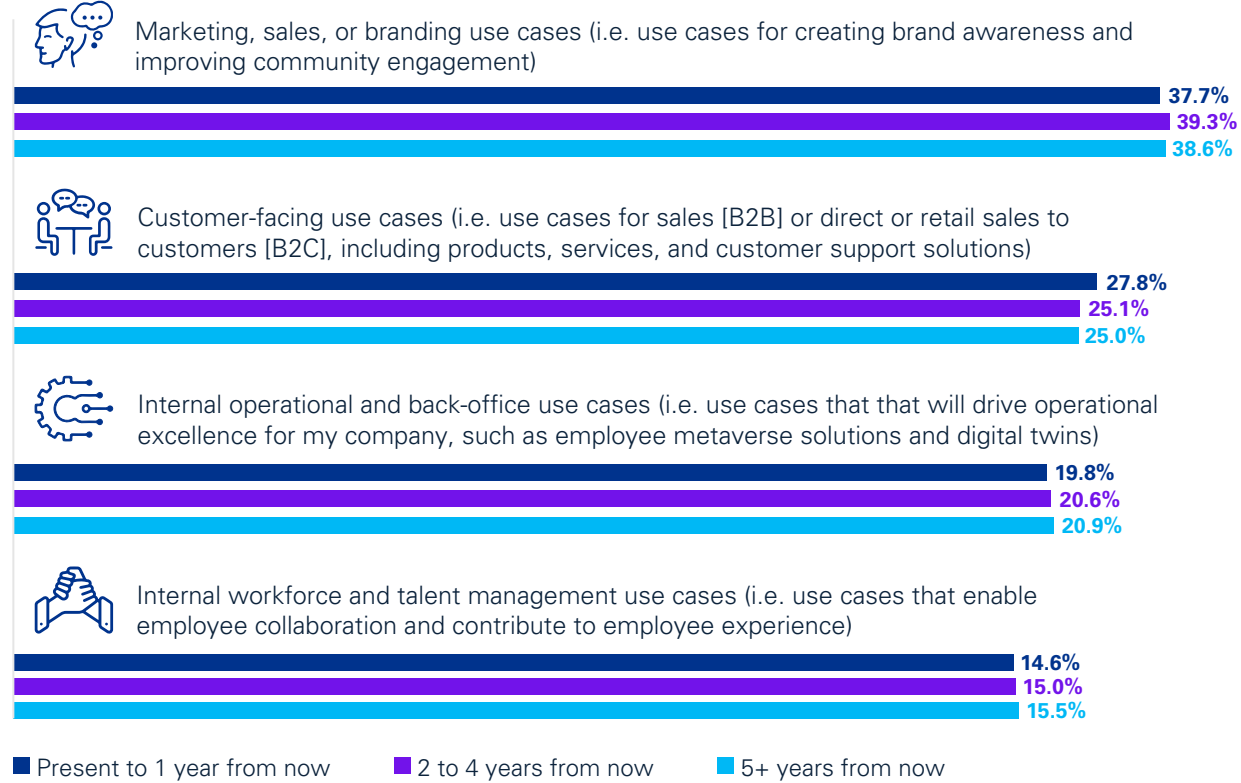 Marketing, sales, or branding use cases (i.e. use cases for creating brand awareness and
improving community engagement)
37.7%
39.3%
38.6%
Customer-facing use cases (i.e. use cases for sales [B2B] or direct or retail sales to
customers [B2C], including products, services, and customer support solutions)
27.8%
25.1%
25.0%
Internal operational and back-office use cases (i.e. use cases that that will drive operational
excellence for my company, such as employee metaverse solutions and digital twins)
19.8%
20.6%
20.9%
Internal workforce and talent management use cases (i.e. use cases that enable
employee collaboration and contribute to employee experience)
14.6%
15.0%
15.5%
Present to 1 year from now 2 to 4 years from now 5+ years from now